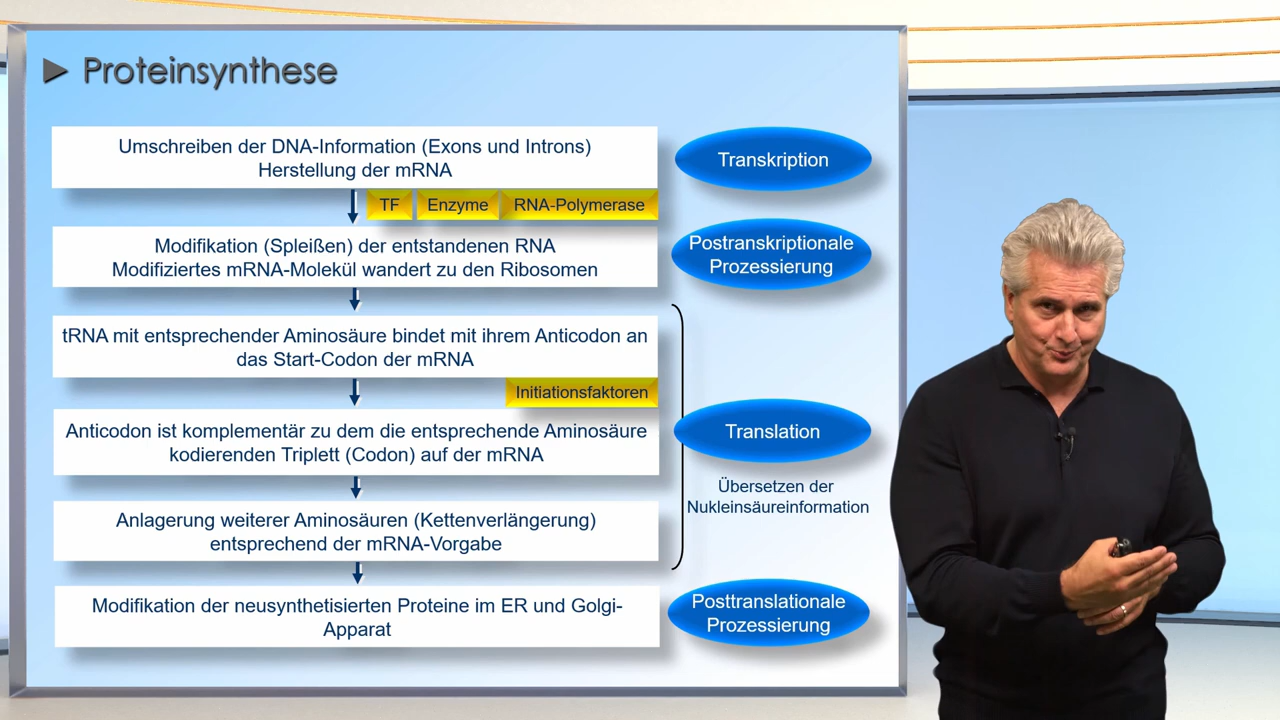 ► Proteinsynthese
Umschreiben der DNA-Information (Exons und Introns)
Herstellung der mRNA
Transkription
TF
Enzyme
RNA-Polymerase
Modifikation (Spleißen) der entstandenen RNA
Modifiziertes mRNA-Molekül wandert zu den Ribosomen
Postranskriptionale
Prozessierung
tRNA mit entsprechender Aminosäure bindet mit ihrem Anticodon an
das Start-Codon der mRNA
Initiationsfaktoren
Anticodon ist komplementär zu dem die entsprechende Aminosäure
kodierenden Triplett (Codon) auf der mRNA
Translation
Übersetzen der
Nukleinsäureinformation
Anlagerung weiterer Aminosäuren (Kettenverlängerung)
entsprechend der mRNA-Vorgabe
Modifikation der neusynthetisierten Proteine im ER und Golgi-
Apparat
Posttranslationale
Prozessierung